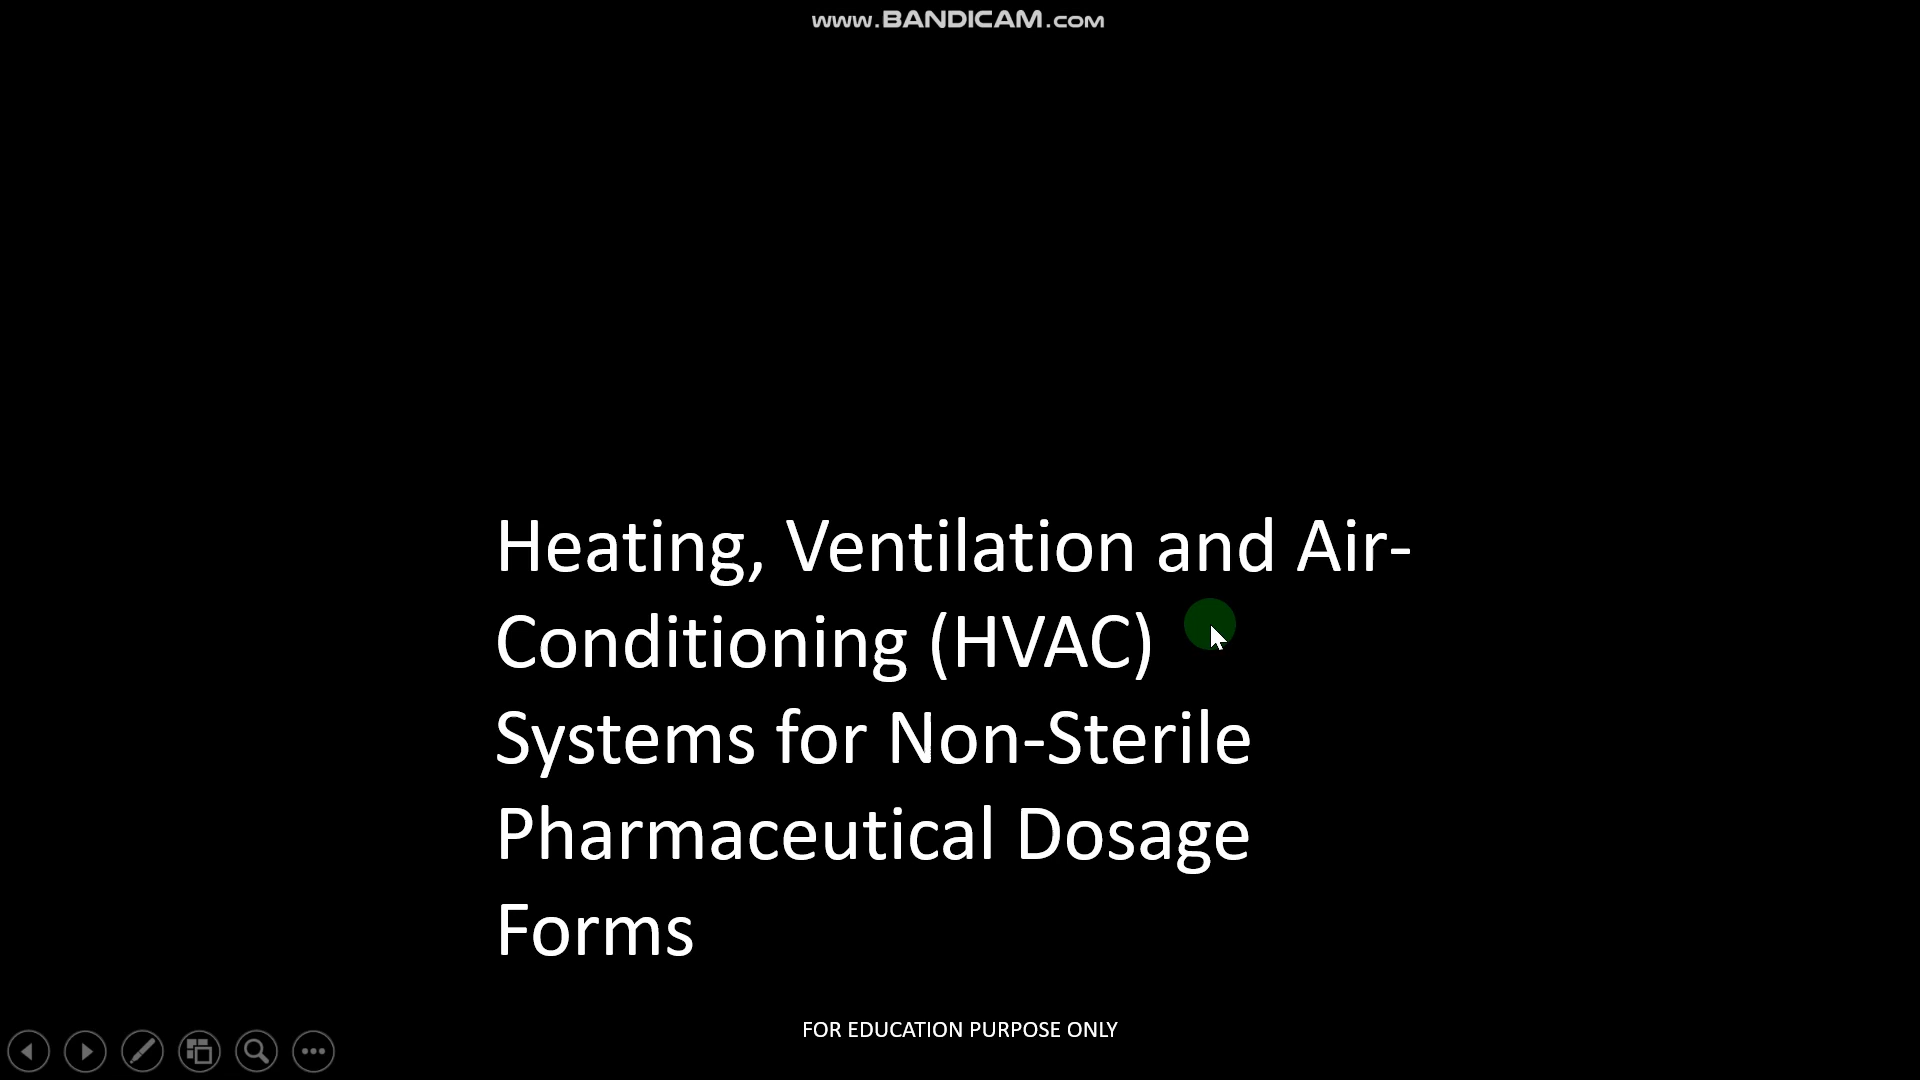 www.BANDICAM.com
Heating, Ventilation and Air-
Conditioning (HVAC)
Systems for Non-Sterile
Pharmaceutical Dosage
Forms
FOR EDUCATION PURPOSE ONLY